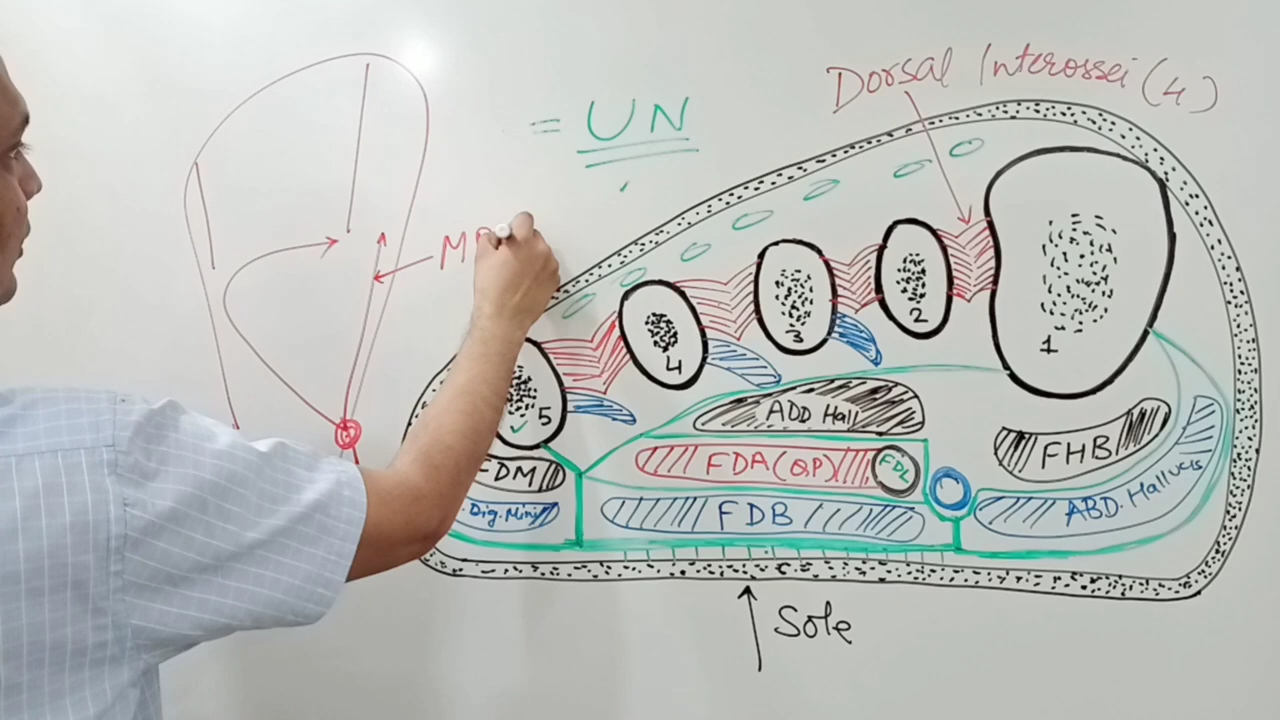 Dorsal Interossei (4)
= UN
M
1
2
3
4
5
ADD Hall
FDA(QP)
FDL
FHB
FDM
FDB
ABD. Hallucis
. Dig. Mini
Sole